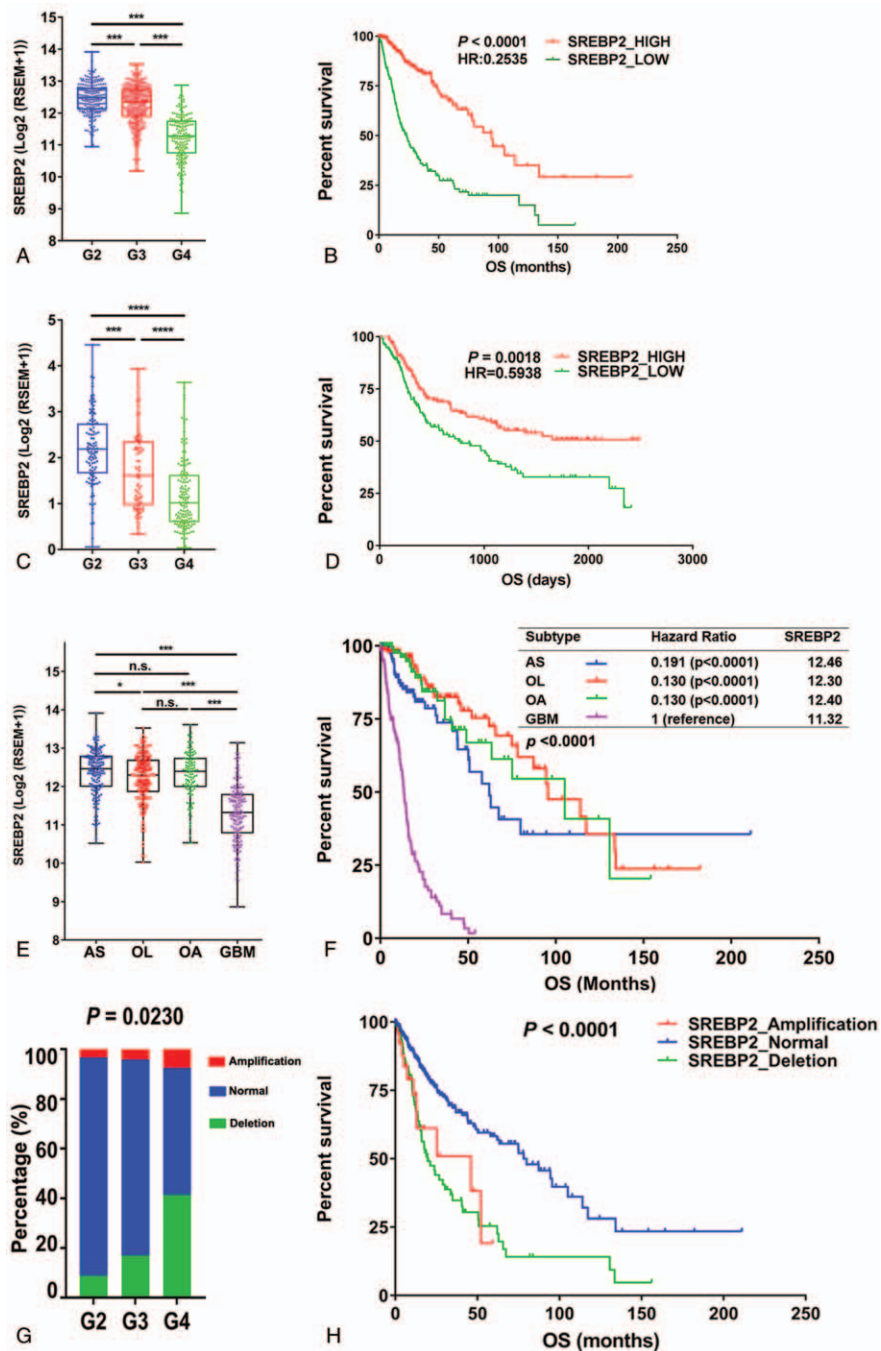 ***
*** ***
SREBP2 (Log2 (RSEM+1))
15
14
13
12
11
10
9
8
G2 G3 G4
A
P < 0.0001
HR:0.2535
SREBP2_HIGH
SREBP2_LOW
Percent survival
100
75
50
25
0
0 50 100 150 200 250
OS (months)
B
****
*** ****
SREBP2 (Log2 (RSEM+1))
5
4
3
2
1
0
G2 G3 G4
C
P = 0.0018
HR=0.5938
SREBP2_HIGH
SREBP2_LOW
Percent survival
100
75
50
25
0
0 1000 2000 3000
OS (days)
D
***
n.s.
* ***
n.s. ***
SREBP2 (Log2 (RSEM+1))
15
14
13
12
11
10
9
8
AS OL OA GBM
E
Subtype Hazard Ratio SREBP2
AS 0.191 (p<0.0001) 12.46
OL 0.130 (p<0.0001) 12.30
OA 0.130 (p<0.0001) 12.40
GBM 1 (reference) 11.32
p <0.0001
Percent survival
100
75
50
25
0
0 50 100 150 200 250
OS (Months)
F
P = 0.0230
Percentage (%)
100
80
60
40
20
0
Amplification
Normal
Deletion
G2 G3 G4
G
P < 0.0001
SREBP2_Amplification
SREBP2_Normal
SREBP2_Deletion
Percent survival
100
75
50
25
0
0 50 100 150 200 250
OS (months)
H